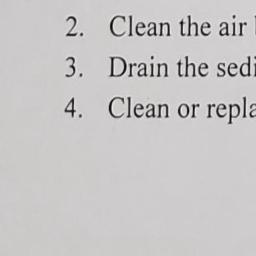 2. Clean the air
3. Drain the sedi
4. Clean or repla